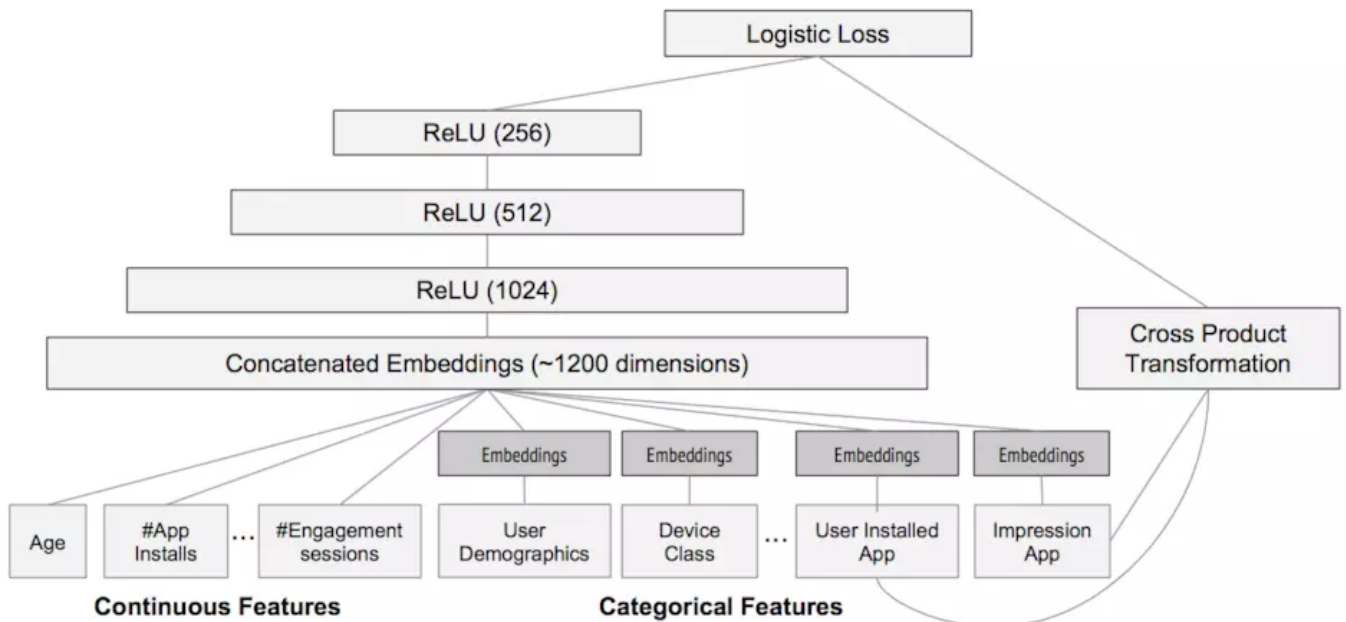 Logistic Loss
ReLU (256)
ReLU (512)
ReLU (1024)
Concatenated Embeddings (~1200 dimensions)
Cross Product
Transformation
Embeddings
Embeddings
Embeddings
Embeddings
Age
#App
Installs
...
#Engagement
sessions
User
Demographics
Device
Class
...
User Installed
App
Impression
App
Continuous Features
Categorical Features